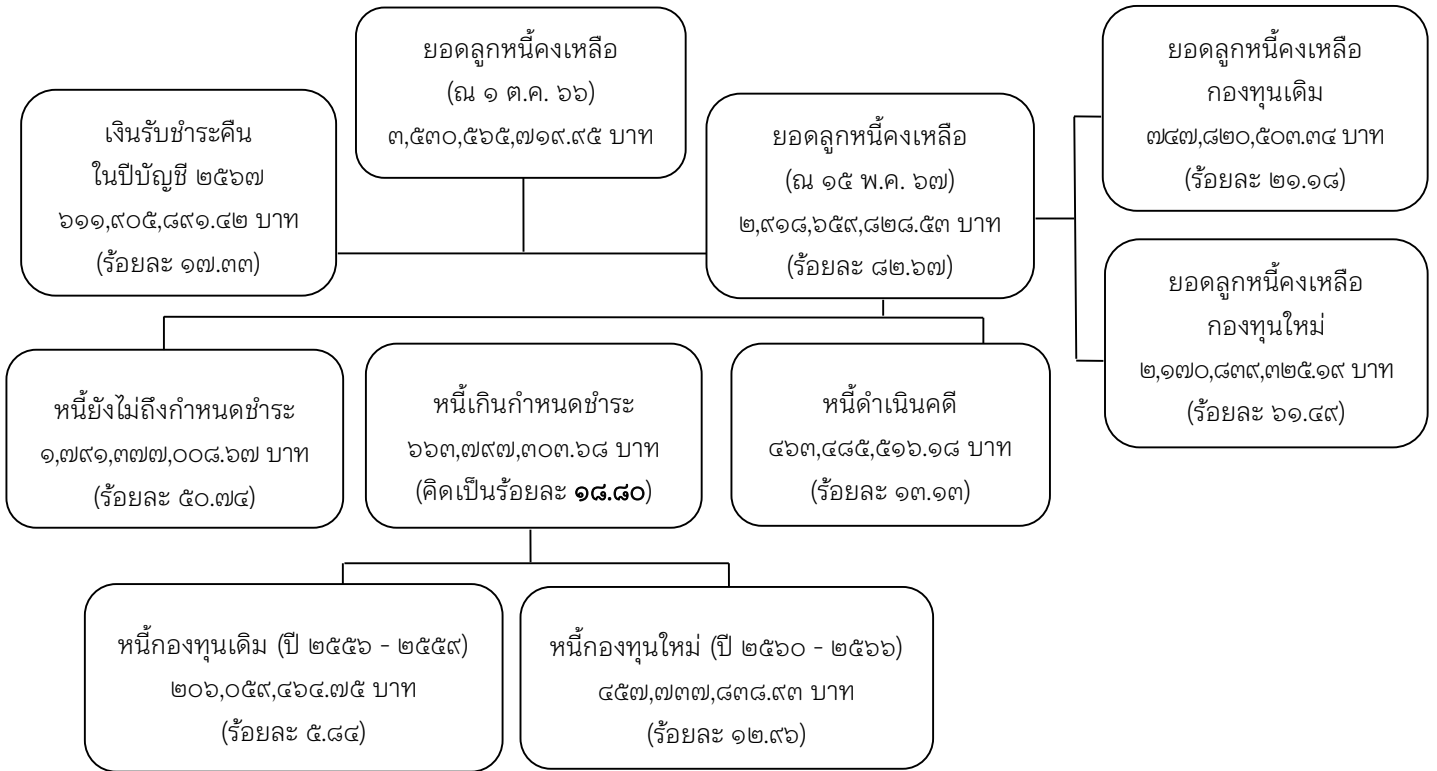 ยอดลูกหนี้คงเหลือ
(ณ ๑ ต.ค. ๖๖)
๓,๕๓๐,๕๖๕,๗๑๙.๙๕ บาท
เงินรับชำระคืน
ในปีบัญชี ๒๕๖๗
๖๑๑,๙๐๕,๘๙๑.๔๒ บาท
(ร้อยละ ๑๗.๓๓)
ยอดลูกหนี้คงเหลือ
(ณ ๑๕ พ.ค. ๖๗)
๒,๙๑๘,๖๕๙,๘๒๘.๕๓ บาท
(ร้อยละ ๘๒.๖๗)
ยอดลูกหนี้คงเหลือ
กองทุนเดิม
๗๔๗,๘๒๐,๕๐๓.๓๔ บาท
(ร้อยละ ๒๑.๑๘)
ยอดลูกหนี้คงเหลือ
กองทุนใหม่
๒,๑๗๐,๘๓๙,๓๒๕.๑๙ บาท
(ร้อยละ ๖๑.๔๙)
หนี้ยังไม่ถึงกำหนดชำระ
๑,๗๙๑,๓๗๗,๐๐๘.๖๗ บาท
(ร้อยละ ๕๐.๗๔)
หนี้เกินกำหนดชำระ
๖๖๓,๗๙๗,๓๐๓.๖๘ บาท
(คิดเป็นร้อยละ ๑๘.๘๐)
หนี้ดำเนินคดี
๔๖๓,๔๘๕,๕๑๖.๑๘ บาท
(ร้อยละ ๑๓.๑๓)
หนี้กองทุนเดิม (ปี ๒๕๕๖ - ๒๕๕๙)
๒๐๖,๐๕๙,๔๖๔.๗๕ บาท
(ร้อยละ ๕.๘๔)
หนี้กองทุนใหม่ (ปี ๒๕๖๐ - ๒๕๖๖)
๔๕๗,๗๓๗,๘๓๘.๙๓ บาท
(ร้อยละ ๑๒.๙๖)